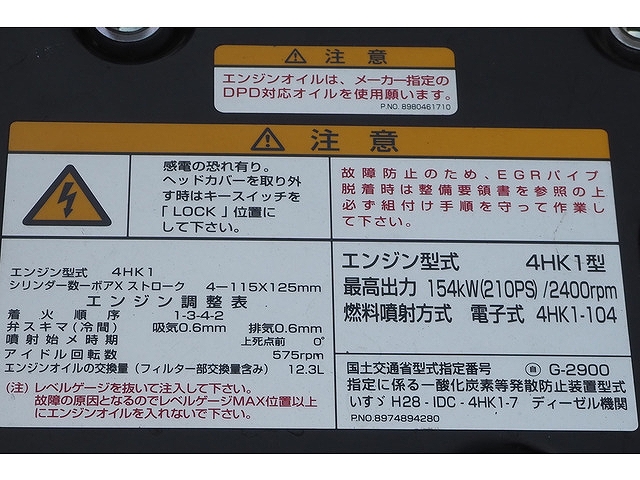 ⚠ 注意
エンジンオイルは、メーカー指定の
DPD対応オイルを使用願います。
P.NO. 8980461710
⚠ 注意
感電の恐れ有り。
ヘッドカバーを取り外
す時はキースイッチを
「LOCK」位置に
して下さい。
故障防止のため、EGRパイプ
脱着時は整備要領書を参照の上
必ず組付け手順を守って作業し
て下さい。
エンジン型式 4HK1
シリンダー数ーボアXストローク 4-115X125mm
エンジン調整表
着火順序 1-3-4-2
弁スキマ(冷間) 吸気0.6mm 排気0.6mm
噴射始メ時期 上死点前 0°
アイドル回転数 575rpm
エンジンオイルの交換量(フィルター部交換量含み) 12.3L
(注)レベルゲージを抜いて注入して下さい。
故障の原因となるのでレベルゲージMAX位置以上
にエンジンオイルを入れないで下さい。
エンジン型式 4HK1型
最高出力 154kW(210PS)/2400rpm
燃料噴射方式 電子式 4HK1-104
国土交通省型式指定番号 自 G-2900
指定に係る一酸化炭素等発散防止装置型式
いすゞ H28-IDC-4HK1-7 ディーゼル機関
P.NO.8974894280